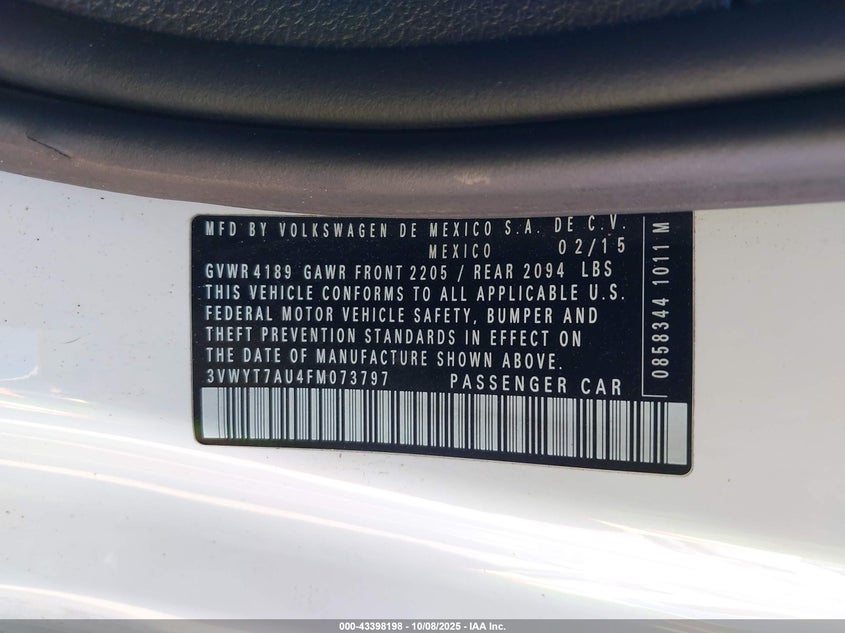 MFD BY VOLKSWAGEN DE MEXICO S.A. DE C.V.
MEXICO 02/15
GVWR 4189 GAWR FRONT 2205 / REAR 2094 LBS
THIS VEHICLE CONFORMS TO ALL APPLICABLE U.S.
FEDERAL MOTOR VEHICLE SAFETY, BUMPER AND
THEFT PREVENTION STANDARDS IN EFFECT ON
THE DATE OF MANUFACTURE SHOWN ABOVE.
3VWYT7AU4FM073797 PASSENGER CAR
0858344 1011 M
000-43398198 - 10/08/2025 - IAA Inc.